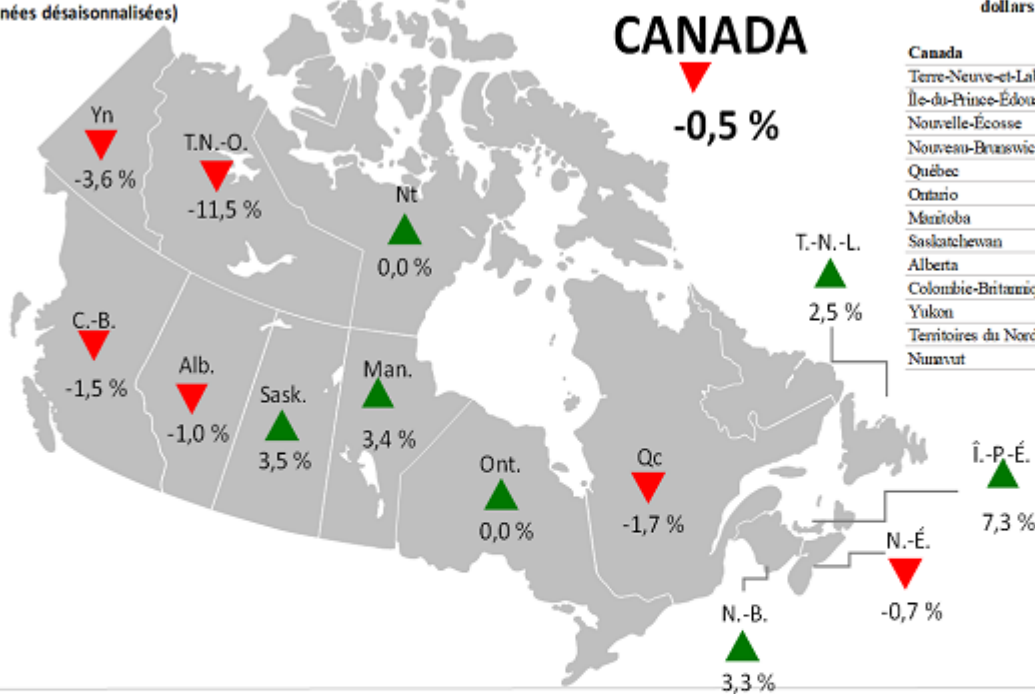 nées désaisonnalisées)
CANADA
-0,5 %
dollars
Canada
Terre-Neuve-et-Lab
Île-du-Prince-Édou
Nouvelle-Écosse
Nouveau-Brunswic
Québec
Ontario
Manitoba
Saskatchewan
Alberta
Colombie-Britannic
Yukon
Territoires du Nord
Nunavut
Yn
-3,6 %
T.N.-O.
-11,5 %
Nt
0,0 %
C.-B.
-1,5 %
Alb.
-1,0 %
Sask.
3,5 %
Man.
3,4 %
Ont.
0,0 %
Qc
-1,7 %
T.-N.-L.
2,5 %
Î.-P.-É.
7,3 %
N.-É.
-0,7 %
N.-B.
3,3 %